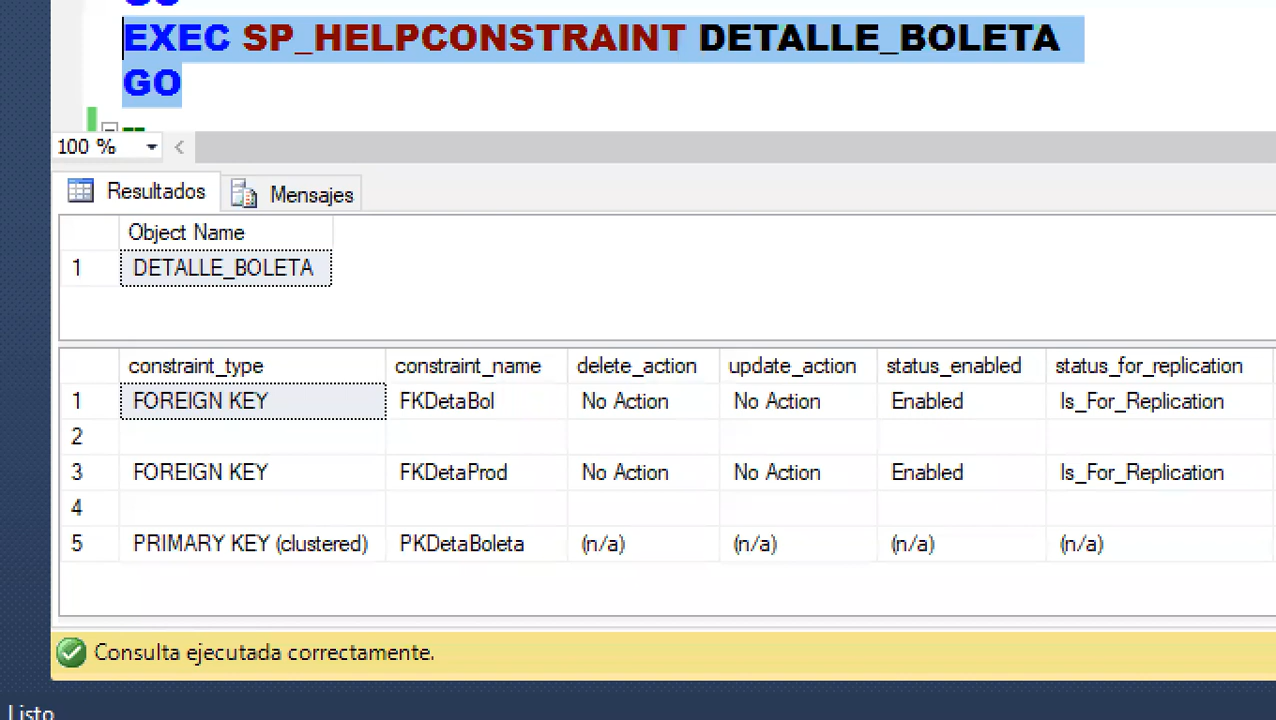 GO
EXEC SP_HELPCONSTRAINT DETALLE_BOLETA
GO
100 %
Resultados Mensajes
Object Name
1 DETALLE_BOLETA
constraint_type constraint_name delete_action update_action status_enabled status_for_replication
1 FOREIGN KEY FKDetaBol No Action No Action Enabled Is_For_Replication
2
3 FOREIGN KEY FKDetaProd No Action No Action Enabled Is_For_Replication
4
5 PRIMARY KEY (clustered) PKDetaBoleta (n/a) (n/a) (n/a) (n/a)
Consulta ejecutada correctamente.
Listo